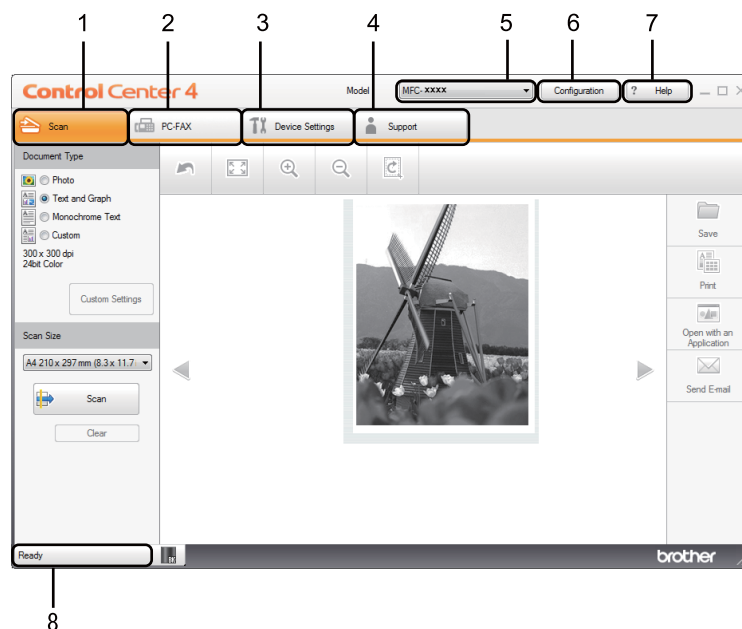 1 2 3 4 5 6 7
Control Center 4 Model MFC-xxxx Configuration ? Help
Scan PC-FAX Device Settings Support
Document Type
Photo
Text and Graph
Monochrome Text
Custom
300 x 300 dpi
24bit Color
Custom Settings
Scan Size
A4 210 x 297 mm (8.3 x 11.7
Scan
Clear
Save
Print
Open with an
Application
Send E-mail
Ready brother
8